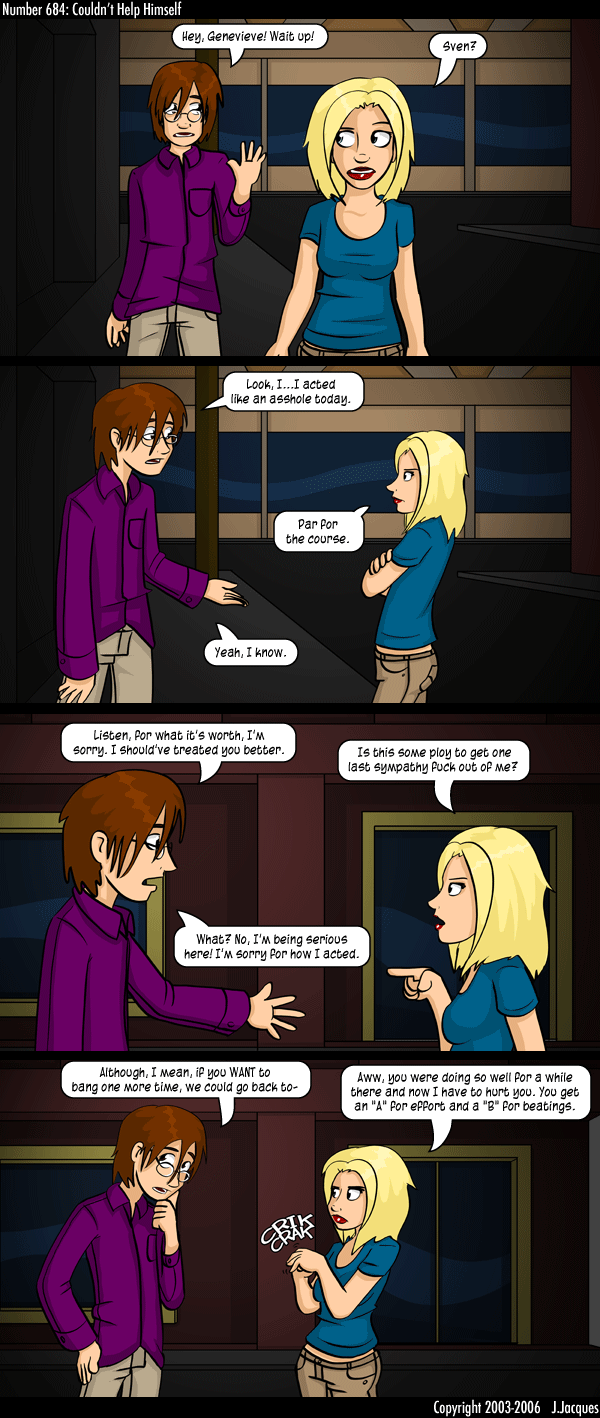 Number 684: Couldn't Help Himself
Hey, Genevieve! Wait up!
Sven?
Look, I...I acted
like an asshole today.
Par for
the course.
Yeah, I know.
Listen, for what it's worth, I'm
sorry. I should've treated you better.
Is this some ploy to get one
last sympathy fuck out of me?
What? No, I'm being serious
here! I'm sorry for how I acted.
Although, I mean, if you WANT to
bang one more time, we could go back to-
Aww, you were doing so well for a while
there and now I have to hurt you. You get
an "A" for effort and a "B" for beatings.
CRIK
CRAK
Copyright 2003-2006 J.Jacques